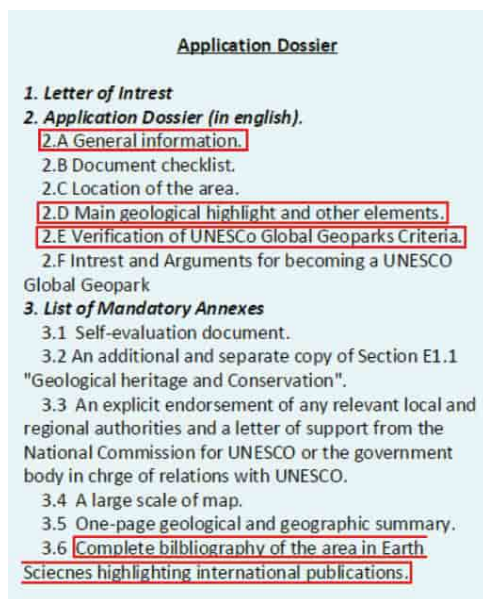 Application Dossier
1. Letter of Intrest
2. Application Dossier (in english).
2.A General information.
2.B Document checklist.
2.C Location of the area.
2.D Main geological highlight and other elements.
2.E Verification of UNESCo Global Geoparks Criteria.
2.F Intrest and Arguments for becoming a UNESCO
Global Geopark
3. List of Mandatory Annexes
3.1 Self-evaluation document.
3.2 An additional and separate copy of Section E1.1
"Geological heritage and Conservation".
3.3 An explicit endorsement of any relevant local and
regional authorities and a letter of support from the
National Commission for UNESCO or the government
body in chrge of relations with UNESCO.
3.4 A large scale of map.
3.5 One-page geological and geographic summary.
3.6 Complete bilbliography of the area in Earth
Sciecnes highlighting international publications.